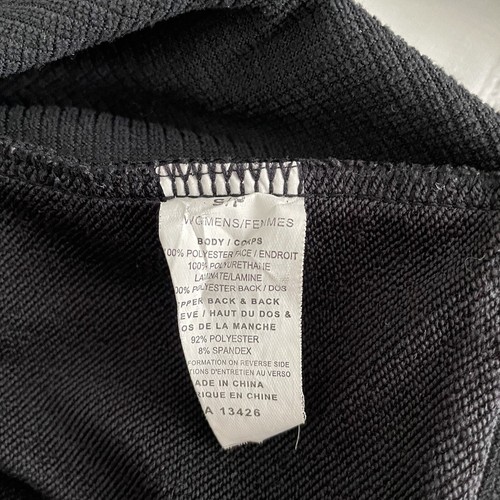 S/P
WOMENS/FEMMES
BODY / CORPS
00% POLYESTER FACE / ENDROIT
100% POLYURETHANE
LAMINATE/LAMINE
00% POLYESTER BACK / DOS
PPER BACK & BACK
EVE / HAUT DU DOS &
OS DE LA MANCHE
92% POLYESTER
8% SPANDEX
FORMATION ON REVERSE SIDE
TIONS D'ENTRETIEN AU VERSO
ADE IN CHINA
RIQUE EN CHINE
A 13426